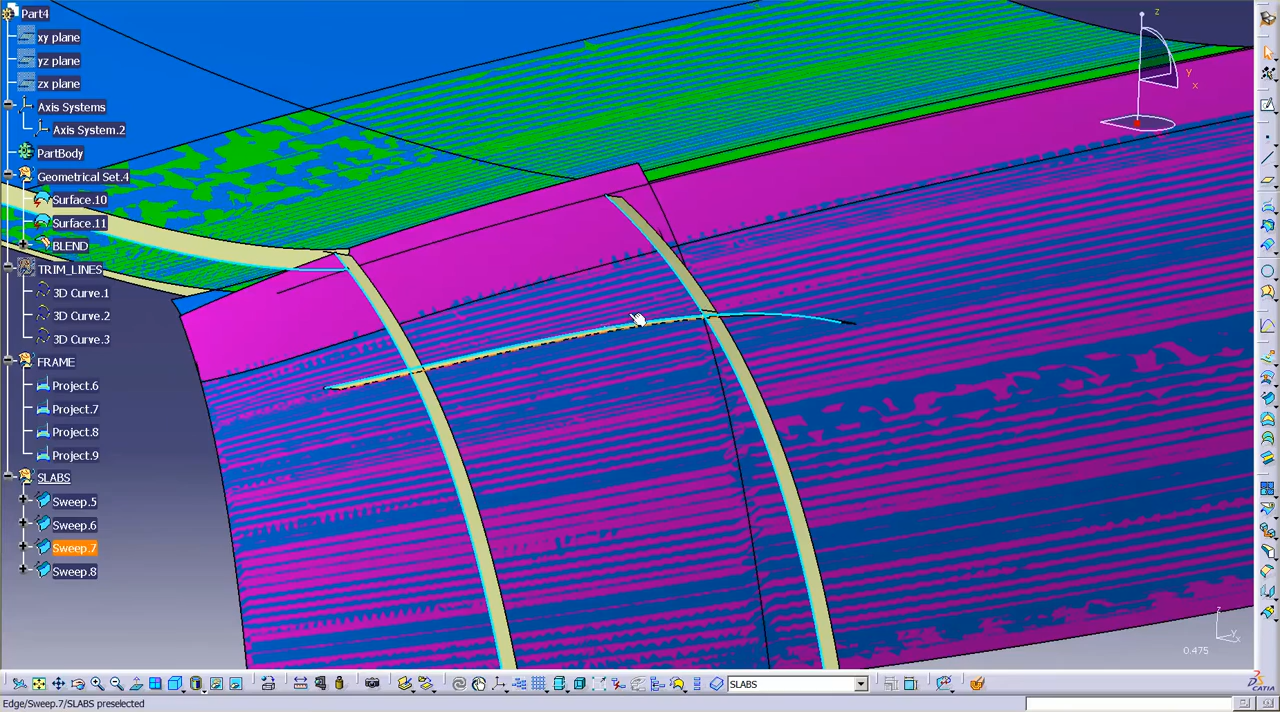 Part4
xy plane
yz plane
zx plane
Axis Systems
Axis System.2
PartBody
Geometrical Set.4
Surface.10
Surface.11
BLEND
TRIM_LINES
3D Curve.1
3D Curve.2
3D Curve.3
FRAME
Project.6
Project.7
Project.8
Project.9
SLABS
Sweep.5
Sweep.6
Sweep.7
Sweep.8
z
y
x
z
y
x
0.475
SLABS
CATIA
Edge/Sweep.7/SLABS preselected